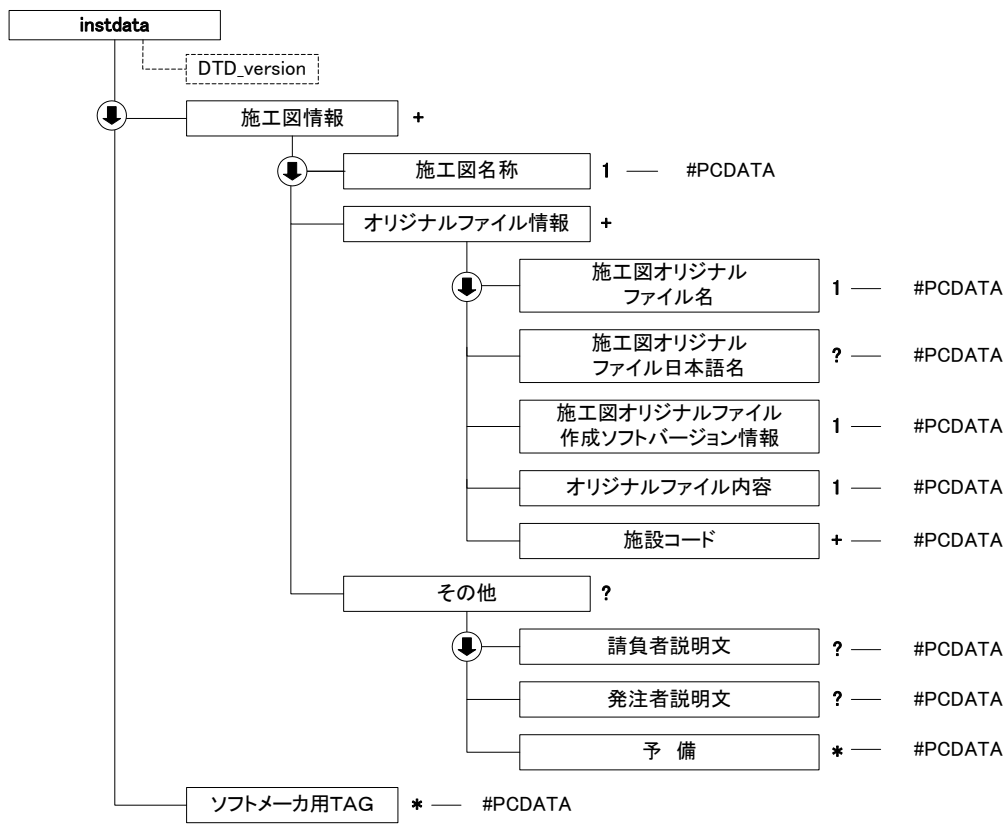 instdata
DTD_version
施工図情報 +
施工図名称 1 #PCDATA
オリジナルファイル情報 +
施工図オリジナル
ファイル名 1 #PCDATA
施工図オリジナル
ファイル日本語名 ? #PCDATA
施工図オリジナルファイル
作成ソフトバージョン情報 1 #PCDATA
オリジナルファイル内容 1 #PCDATA
施設コード + #PCDATA
その他 ?
請負者説明文 ? #PCDATA
発注者説明文 ? #PCDATA
予 備 * #PCDATA
ソフトメーカ用TAG * #PCDATA